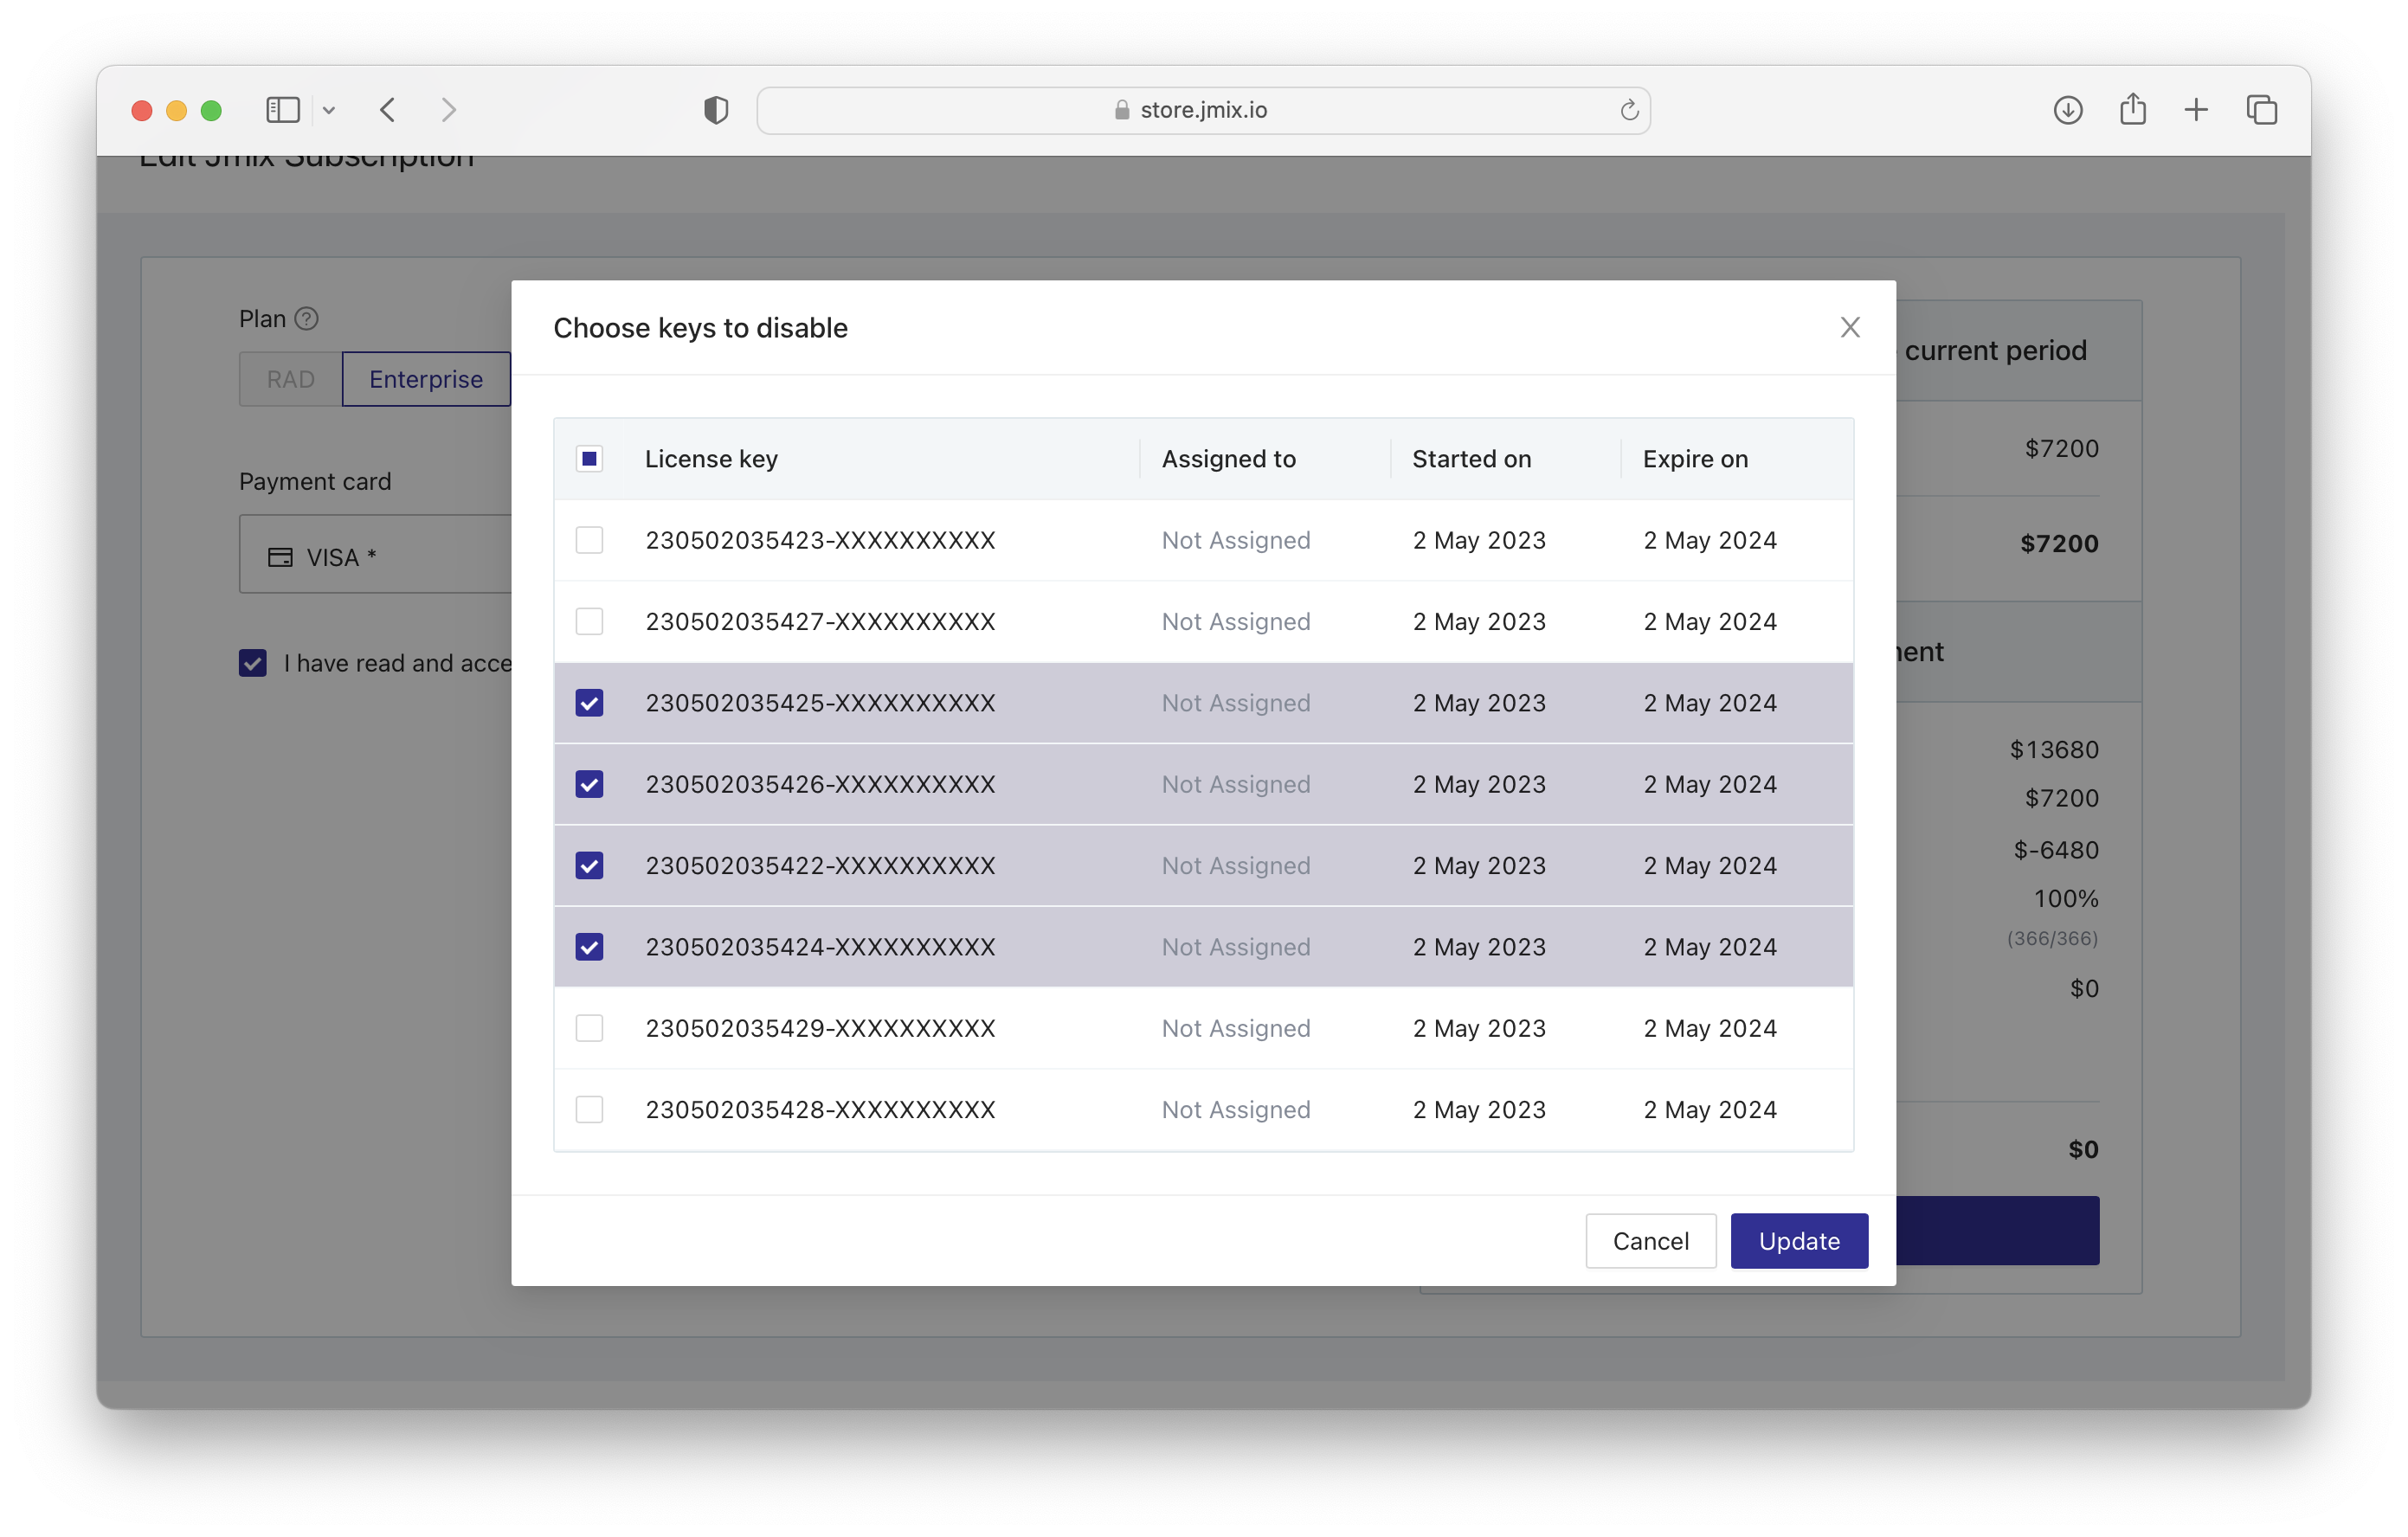 store.jmix.io
Edit Jmix Subscription
Plan ?
RAD Enterprise
Payment card
VISA *
I have read and acce
current period
$7200
$7200
$13680
$7200
$-6480
100%
(366/366)
$0
$0
Choose keys to disable
License key Assigned to Started on Expire on
230502035423-XXXXXXXXXX Not Assigned 2 May 2023 2 May 2024
230502035427-XXXXXXXXXX Not Assigned 2 May 2023 2 May 2024
230502035425-XXXXXXXXXX Not Assigned 2 May 2023 2 May 2024
230502035426-XXXXXXXXXX Not Assigned 2 May 2023 2 May 2024
230502035422-XXXXXXXXXX Not Assigned 2 May 2023 2 May 2024
230502035424-XXXXXXXXXX Not Assigned 2 May 2023 2 May 2024
230502035429-XXXXXXXXXX Not Assigned 2 May 2023 2 May 2024
230502035428-XXXXXXXXXX Not Assigned 2 May 2023 2 May 2024
Cancel Update